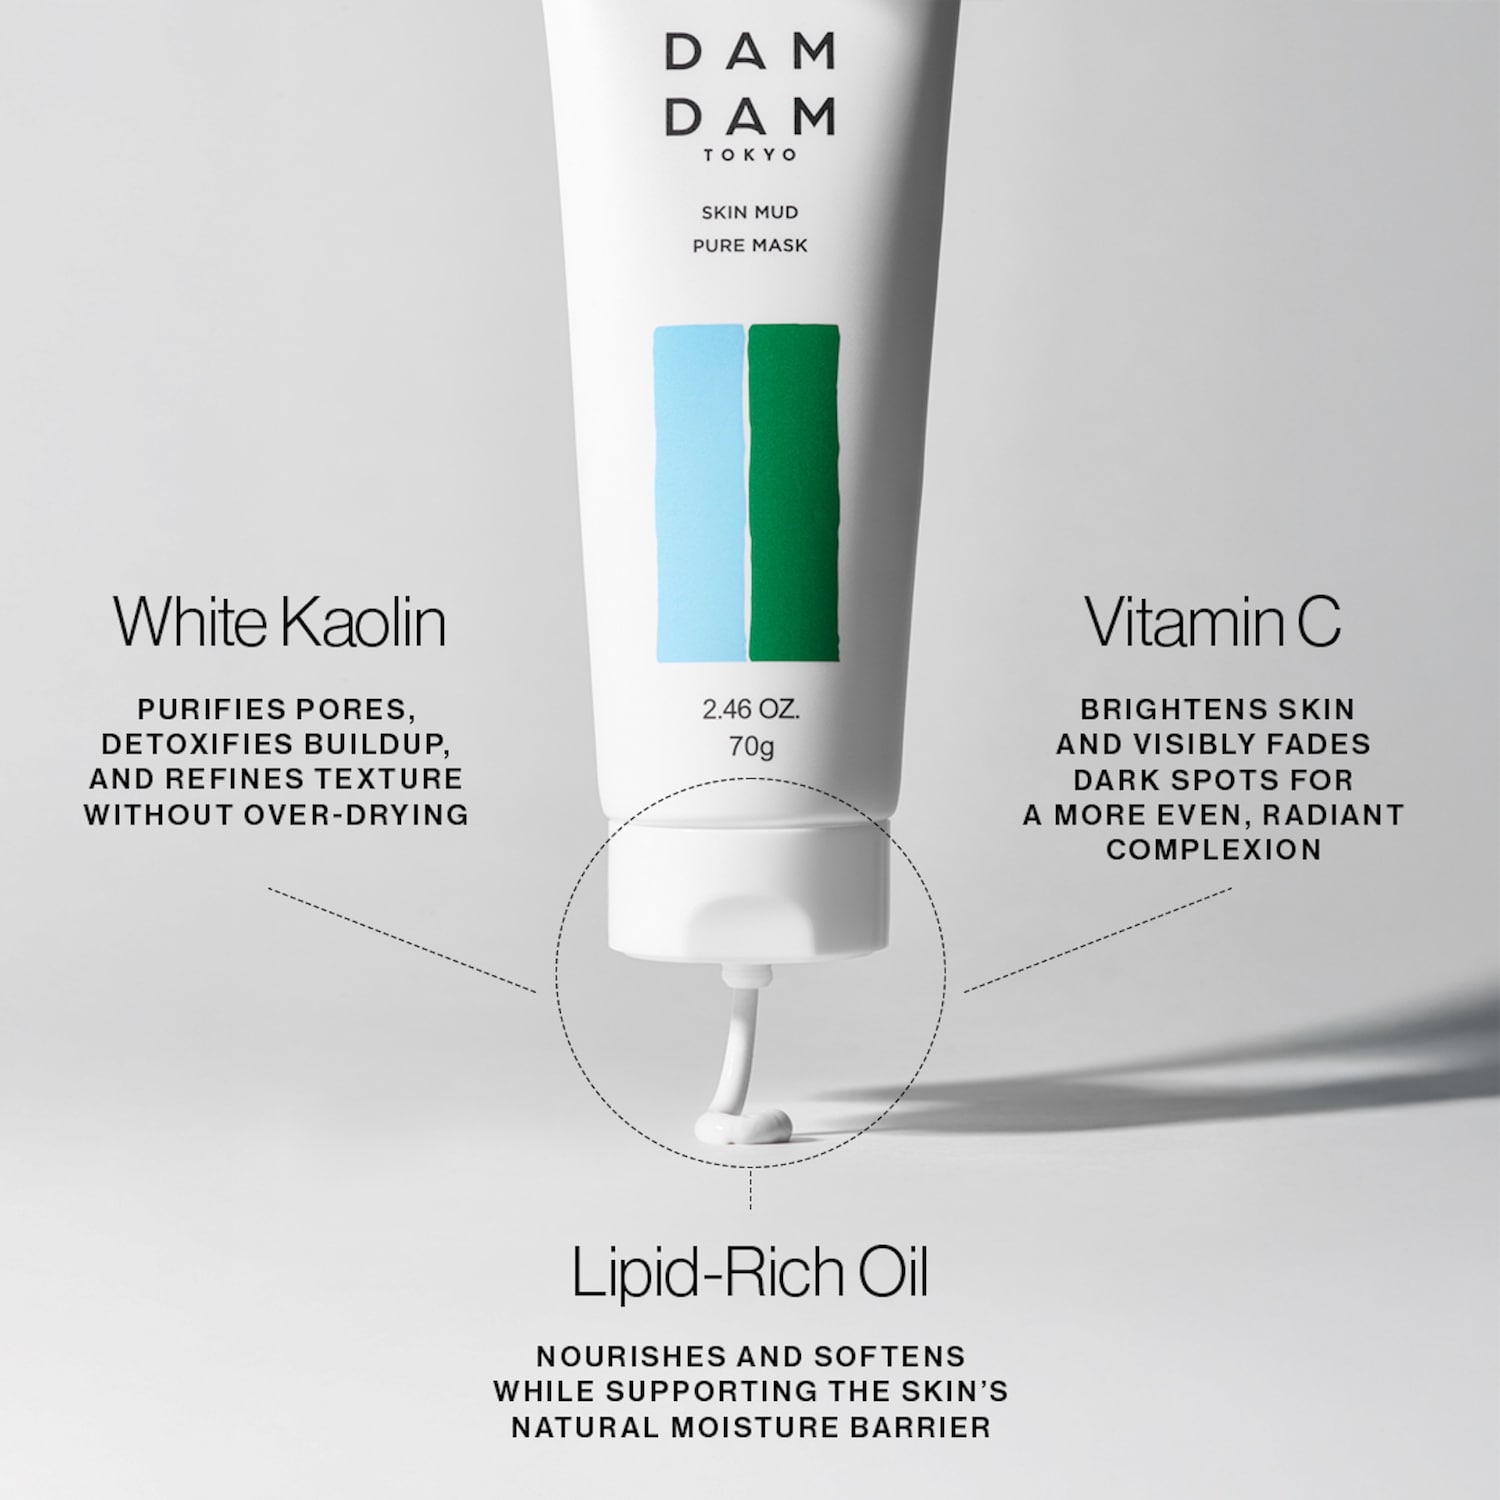 DAM
DAM
TOKYO
SKIN MUD
PURE MASK
2.46 OZ.
70g
White Kaolin
PURIFIES PORES,
DETOXIFIES BUILDUP,
AND REFINES TEXTURE
WITHOUT OVER-DRYING
Vitamin C
BRIGHTENS SKIN
AND VISIBLY FADES
DARK SPOTS FOR
A MORE EVEN, RADIANT
COMPLEXION
Lipid-Rich Oil
NOURISHES AND SOFTENS
WHILE SUPPORTING THE SKIN’S
NATURAL MOISTURE BARRIER